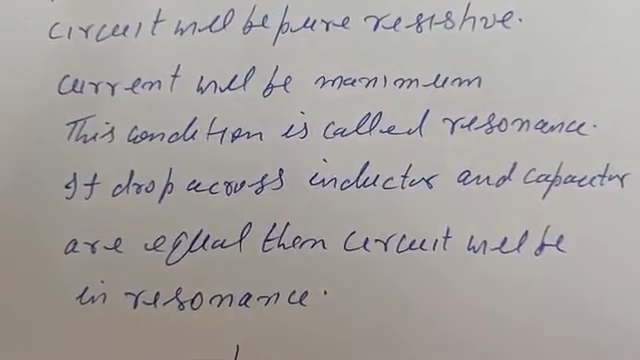 circuit will be pure resistive.
current will be maximum
This condition is called resonance.
If drop across inductor and capacitor
are equal then circuit will be
in resonance.